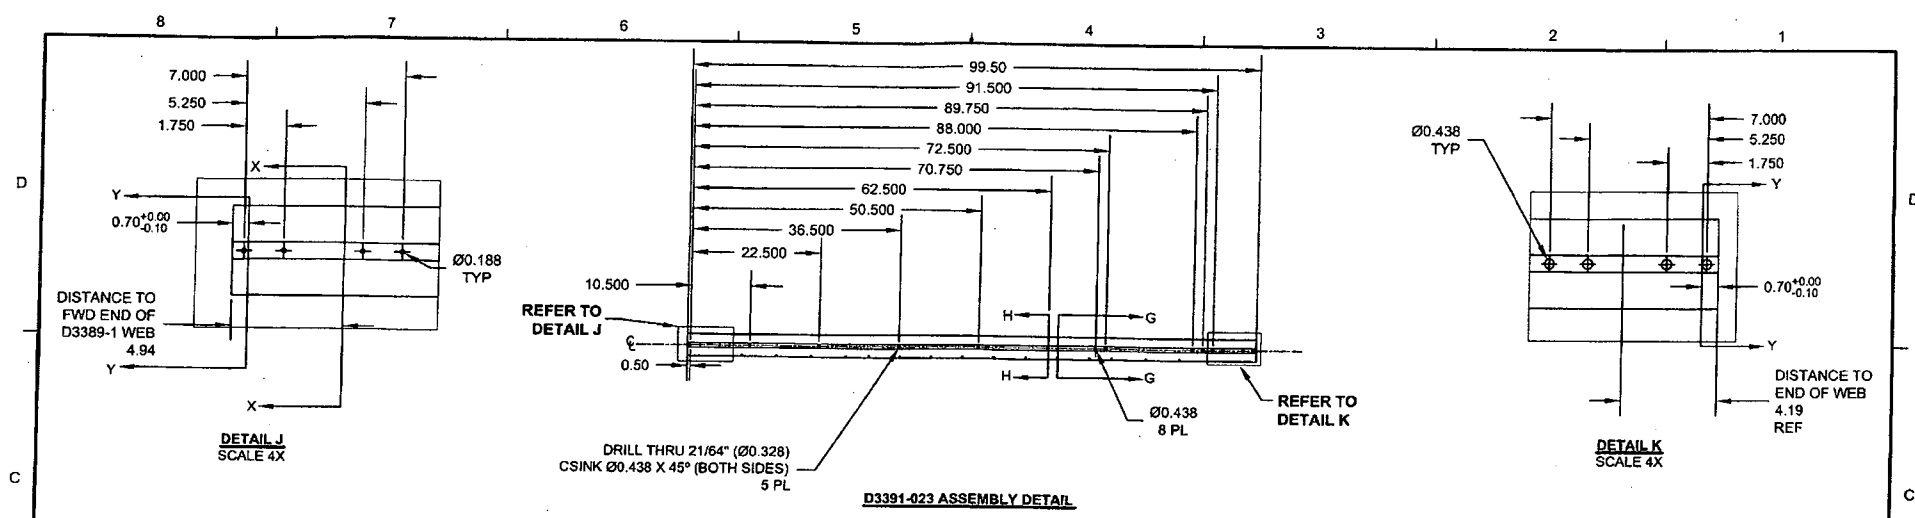 8 7 6 5 4 3 2 1
D
C
7.000
5.250
1.750
X
Y
0.70 +0.00 -0.10
Ø0.188
TYP
DISTANCE TO
FWD END OF
D3389-1 WEB
4.94
Y
X
DETAIL J
SCALE 4X
99.50
91.500
89.750
88.000
72.500
70.750
62.500
50.500
36.500
22.500
10.500
REFER TO
DETAIL J
℄
0.50
H
G
H
G
Ø0.438
8 PL
REFER TO
DETAIL K
DRILL THRU 21/64" (Ø0.328)
CSINK Ø0.438 X 45° (BOTH SIDES)
5 PL
D3391-023 ASSEMBLY DETAIL
Ø0.438
TYP
7.000
5.250
1.750
Y
0.70 +0.00 -0.10
Y
DISTANCE TO
END OF WEB
4.19
REF
DETAIL K
SCALE 4X
C